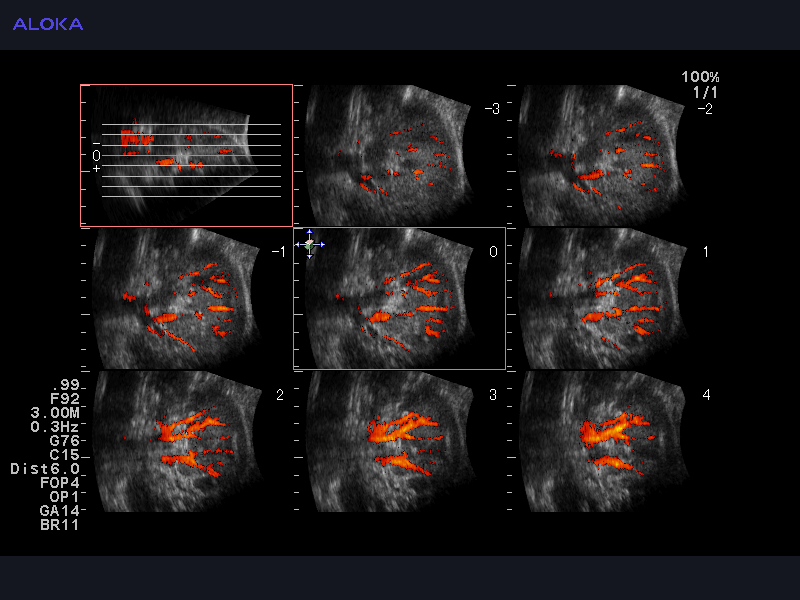 ALOKA
100%
1/1
-3
-2
-
0
+
-1
0
1
2
3
4
.99
F92
3.00M
0.3Hz
G76
C15
Dist6.0
FOP4
OP1
GA14
BR11